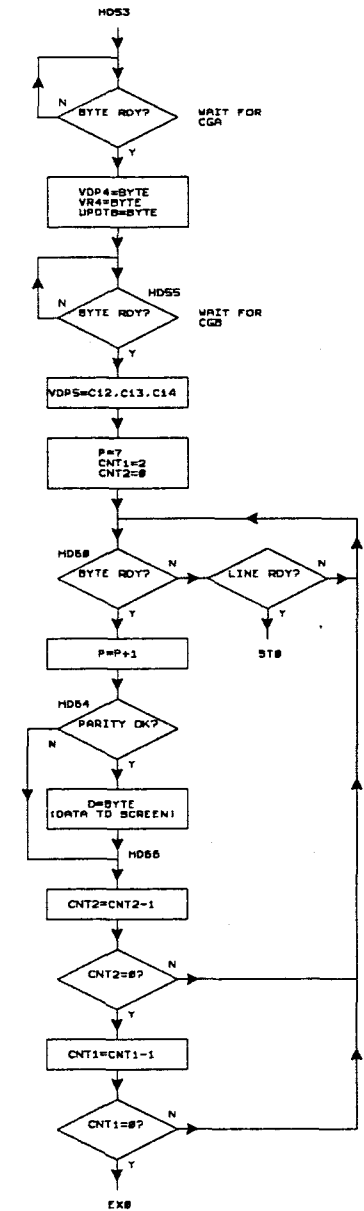 HD53
N
BYTE RDY?
WAIT FOR
CGA
Y
VDP4=BYTE
VR4=BYTE
UPDTB=BYTE
HD55
N
BYTE RDY?
WAIT FOR
CGB
Y
VDP5=C12,C13,C14
P=7
CNT1=2
CNT2=0
HD60
BYTE RDY?
N
LINE RDY?
N
Y
Y
P=P+1
ST0
HD64
PARITY OK?
N
Y
D=BYTE
(DATA TO SCREEN)
HD66
CNT2=CNT2-1
CNT2=0?
N
Y
CNT1=CNT1-1
CNT1=0?
N
Y
EX0